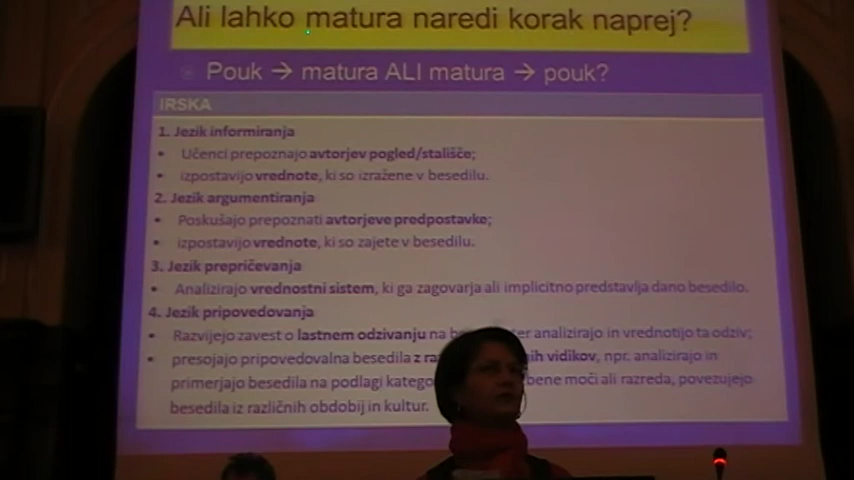 Ali lahko matura naredi korak naprej?
Pouk → matura ALI matura → pouk?
IRSKA
1. Jezik informiranja
• Učenci prepoznajo avtorjev pogled/stališče;
• izpostavijo vrednote, ki so izražene v besedilu.
2. Jezik argumentiranja
• Poskušajo prepoznati avtorjeve predpostavke;
• izpostavijo vrednote, ki so zajete v besedilu.
3. Jezik prepričevanja
• Analizirajo vrednostni sistem, ki ga zagovarja ali implicitno predstavlja dano besedilo.
4. Jezik pripovedovanja
• Razvijejo zavest o lastnem odzivanju na analizirajo in vrednotijo ta odziv;
• presojajo pripovedovalna besedila z vidikov, npr. analizirajo in
primerjajo besedila na podlagi moči ali razreda, povezujejo
besedila iz različnih obdobij in kultur.